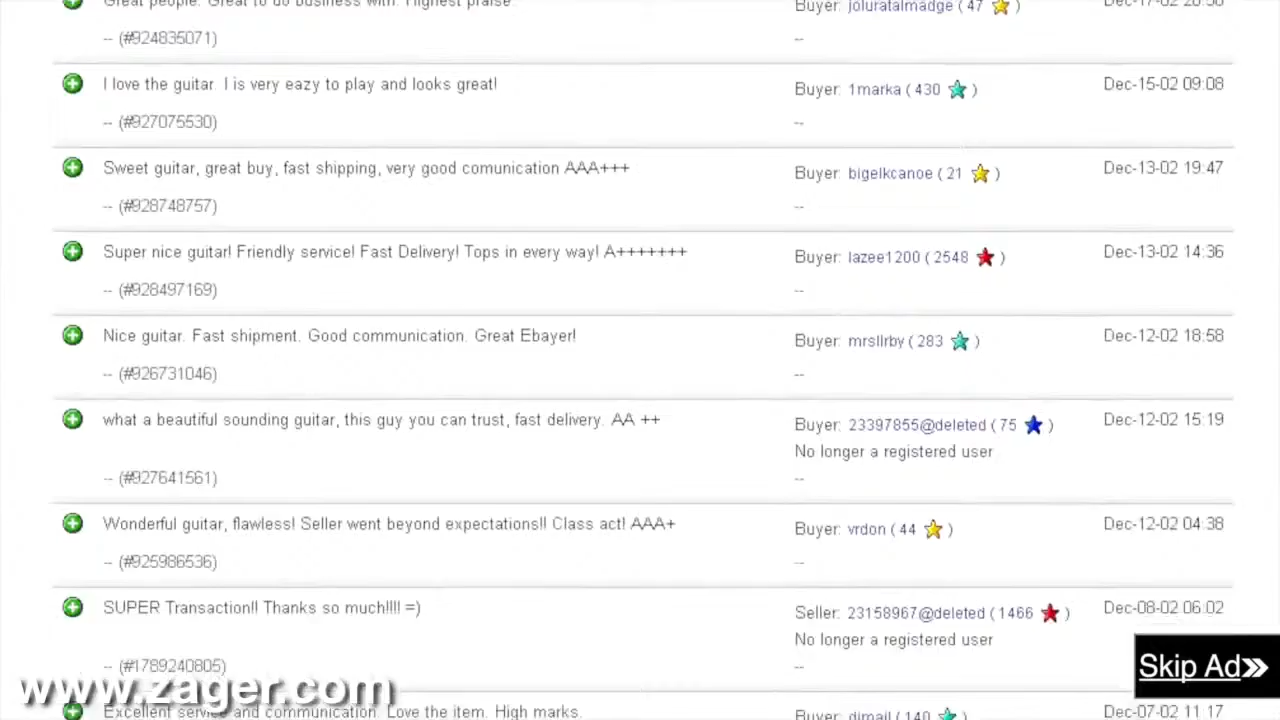 Great people. Great to do business with. Highest praise.
Buyer: joluratalmadge ( 47 )
Dec-17-02 20:58
-- (#924835071)
--
I love the guitar. I is very eazy to play and looks great!
Buyer: 1marka ( 430 )
Dec-15-02 09:08
-- (#927075530)
--
Sweet guitar, great buy, fast shipping, very good comunication AAA+++
Buyer: bigelkcanoe ( 21 )
Dec-13-02 19:47
-- (#928748757)
--
Super nice guitar! Friendly service! Fast Delivery! Tops in every way! A+++++++
Buyer: lazee1200 ( 2548 )
Dec-13-02 14:36
-- (#928497169)
--
Nice guitar. Fast shipment. Good communication. Great Ebayer!
Buyer: mrsllrby ( 283 )
Dec-12-02 18:58
-- (#926731046)
--
what a beautiful sounding guitar, this guy you can trust, fast delivery. AA ++
Buyer: 23397855@deleted ( 75 )
Dec-12-02 15:19
No longer a registered user
-- (#927641561)
--
Wonderful guitar, flawless! Seller went beyond expectations!! Class act! AAA+
Buyer: vrdon ( 44 )
Dec-12-02 04:38
-- (#925986536)
--
SUPER Transaction!! Thanks so much!!!! =)
Seller: 23158967@deleted ( 1466 )
Dec-08-02 06:02
No longer a registered user
-- (#1789240805)
--
Skip Ad
www.zager.com
Excellent service and communication. Love the item. High marks.
Buyer: dimail ( 140 )
Dec-07-02 11:17